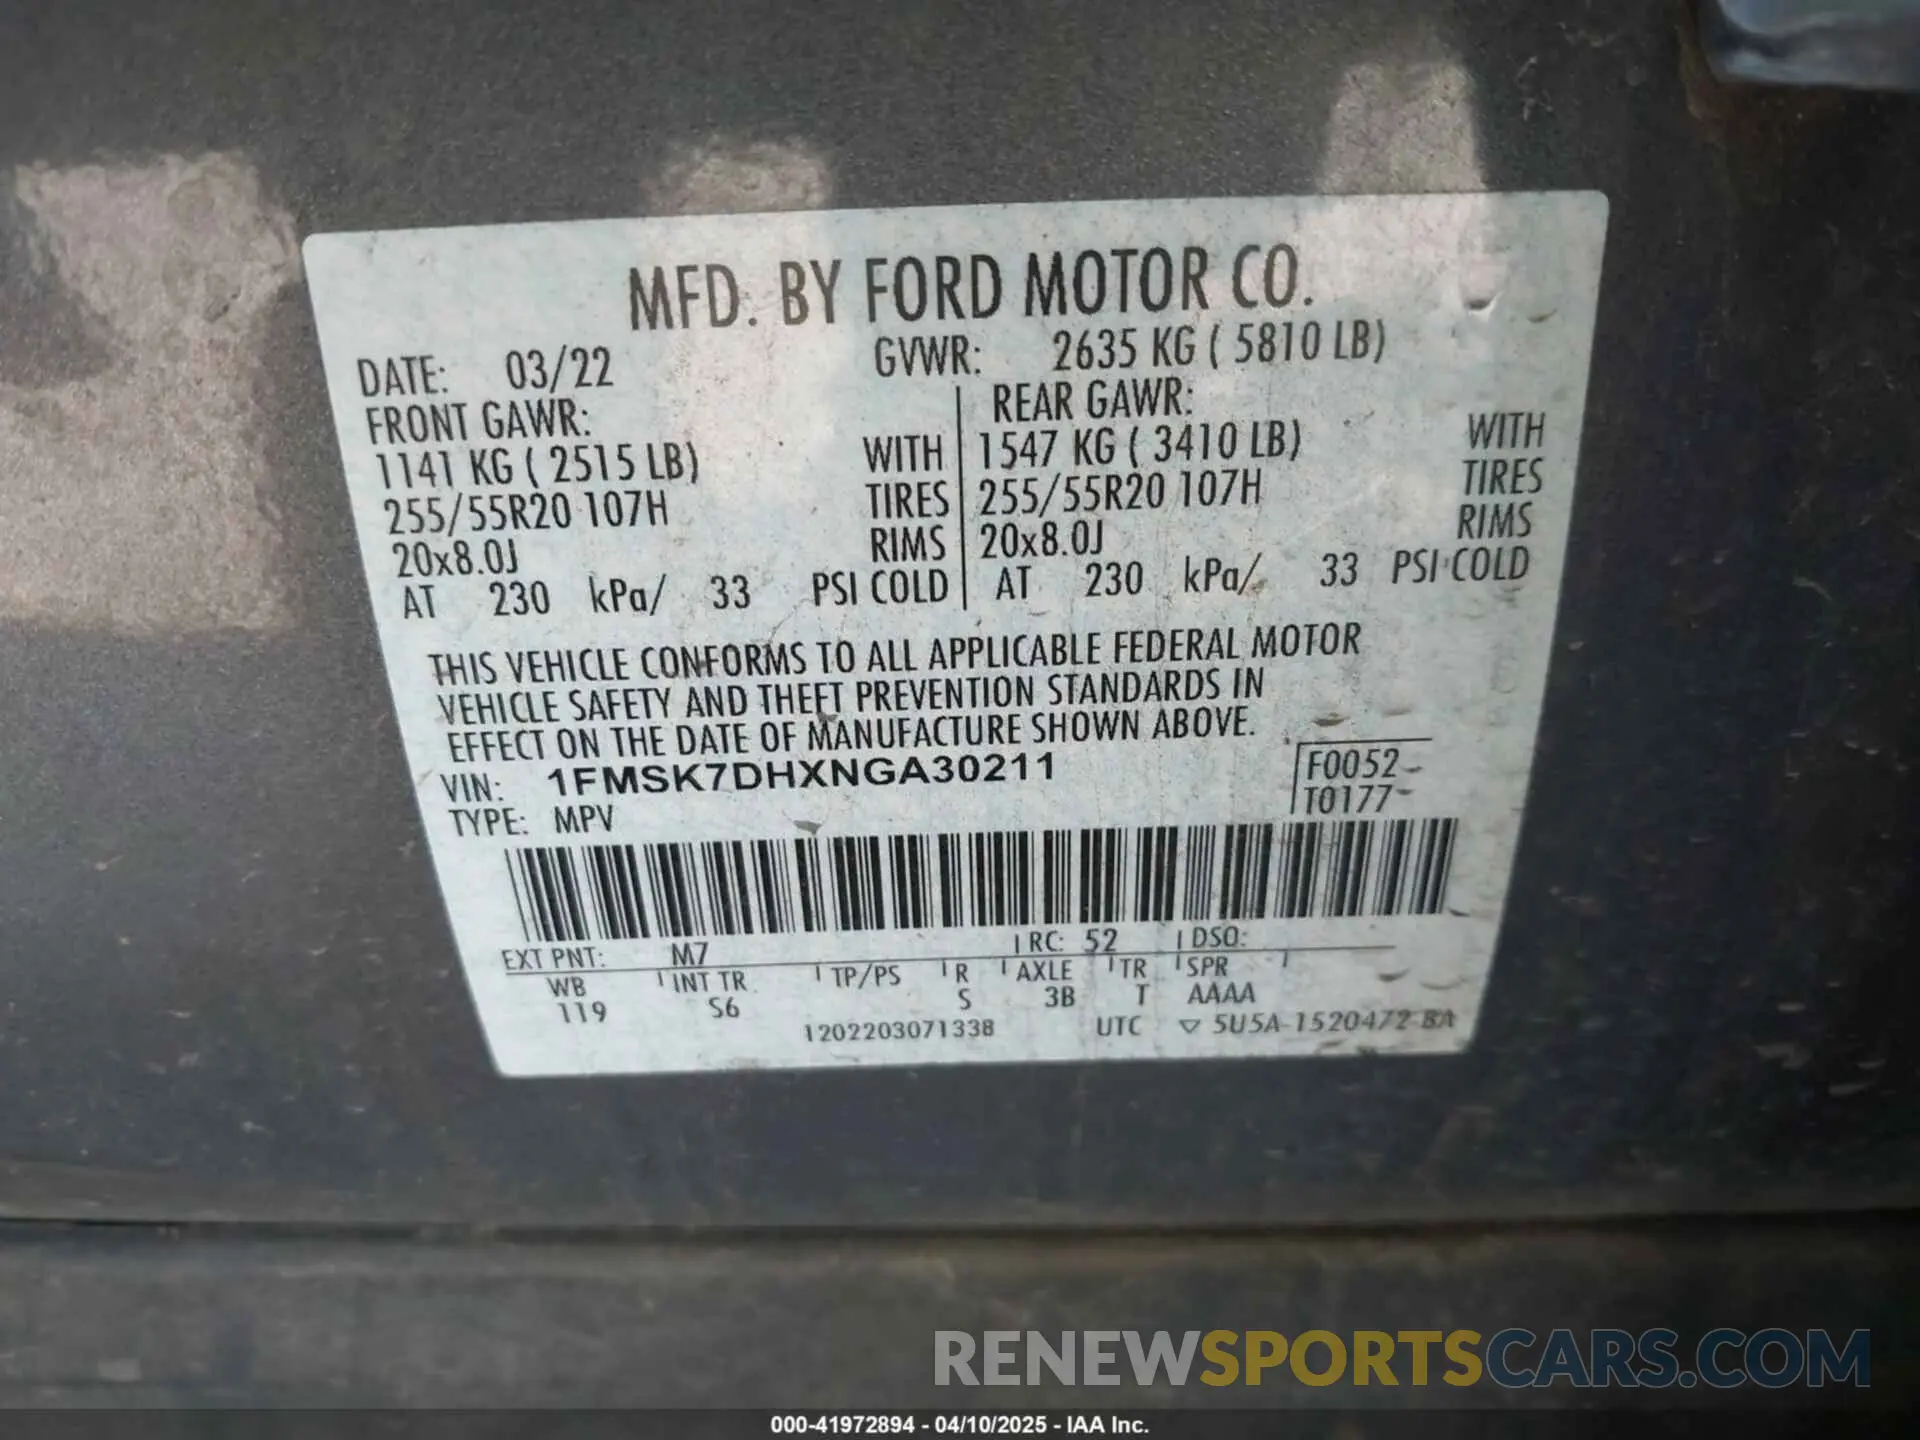 MFD. BY FORD MOTOR CO.
DATE: 03/22 GVWR: 2635 KG ( 5810 LB)
FRONT GAWR: REAR GAWR:
1141 KG ( 2515 LB) WITH 1547 KG ( 3410 LB) WITH
255/55R20 107H TIRES 255/55R20 107H TIRES
20x8.0J RIMS 20x8.0J RIMS
AT 230 kPa/ 33 PSI COLD AT 230 kPa/ 33 PSI COLD
THIS VEHICLE CONFORMS TO ALL APPLICABLE FEDERAL MOTOR
VEHICLE SAFETY AND THEFT PREVENTION STANDARDS IN
EFFECT ON THE DATE OF MANUFACTURE SHOWN ABOVE.
VIN: 1FMSK7DHXNGA30211 F0052
TYPE: MPV T0177
EXT PNT: M7 RC: 52 DSO:
WB INT TR TP/PS R AXLE TR SPR
119 S6 S 3B T AAAA
1202203071338 UTC ▽ 5U5A-1520472-BA
RENEWSPORTSCARS.COM
000-41972894 - 04/10/2025 - IAA Inc.